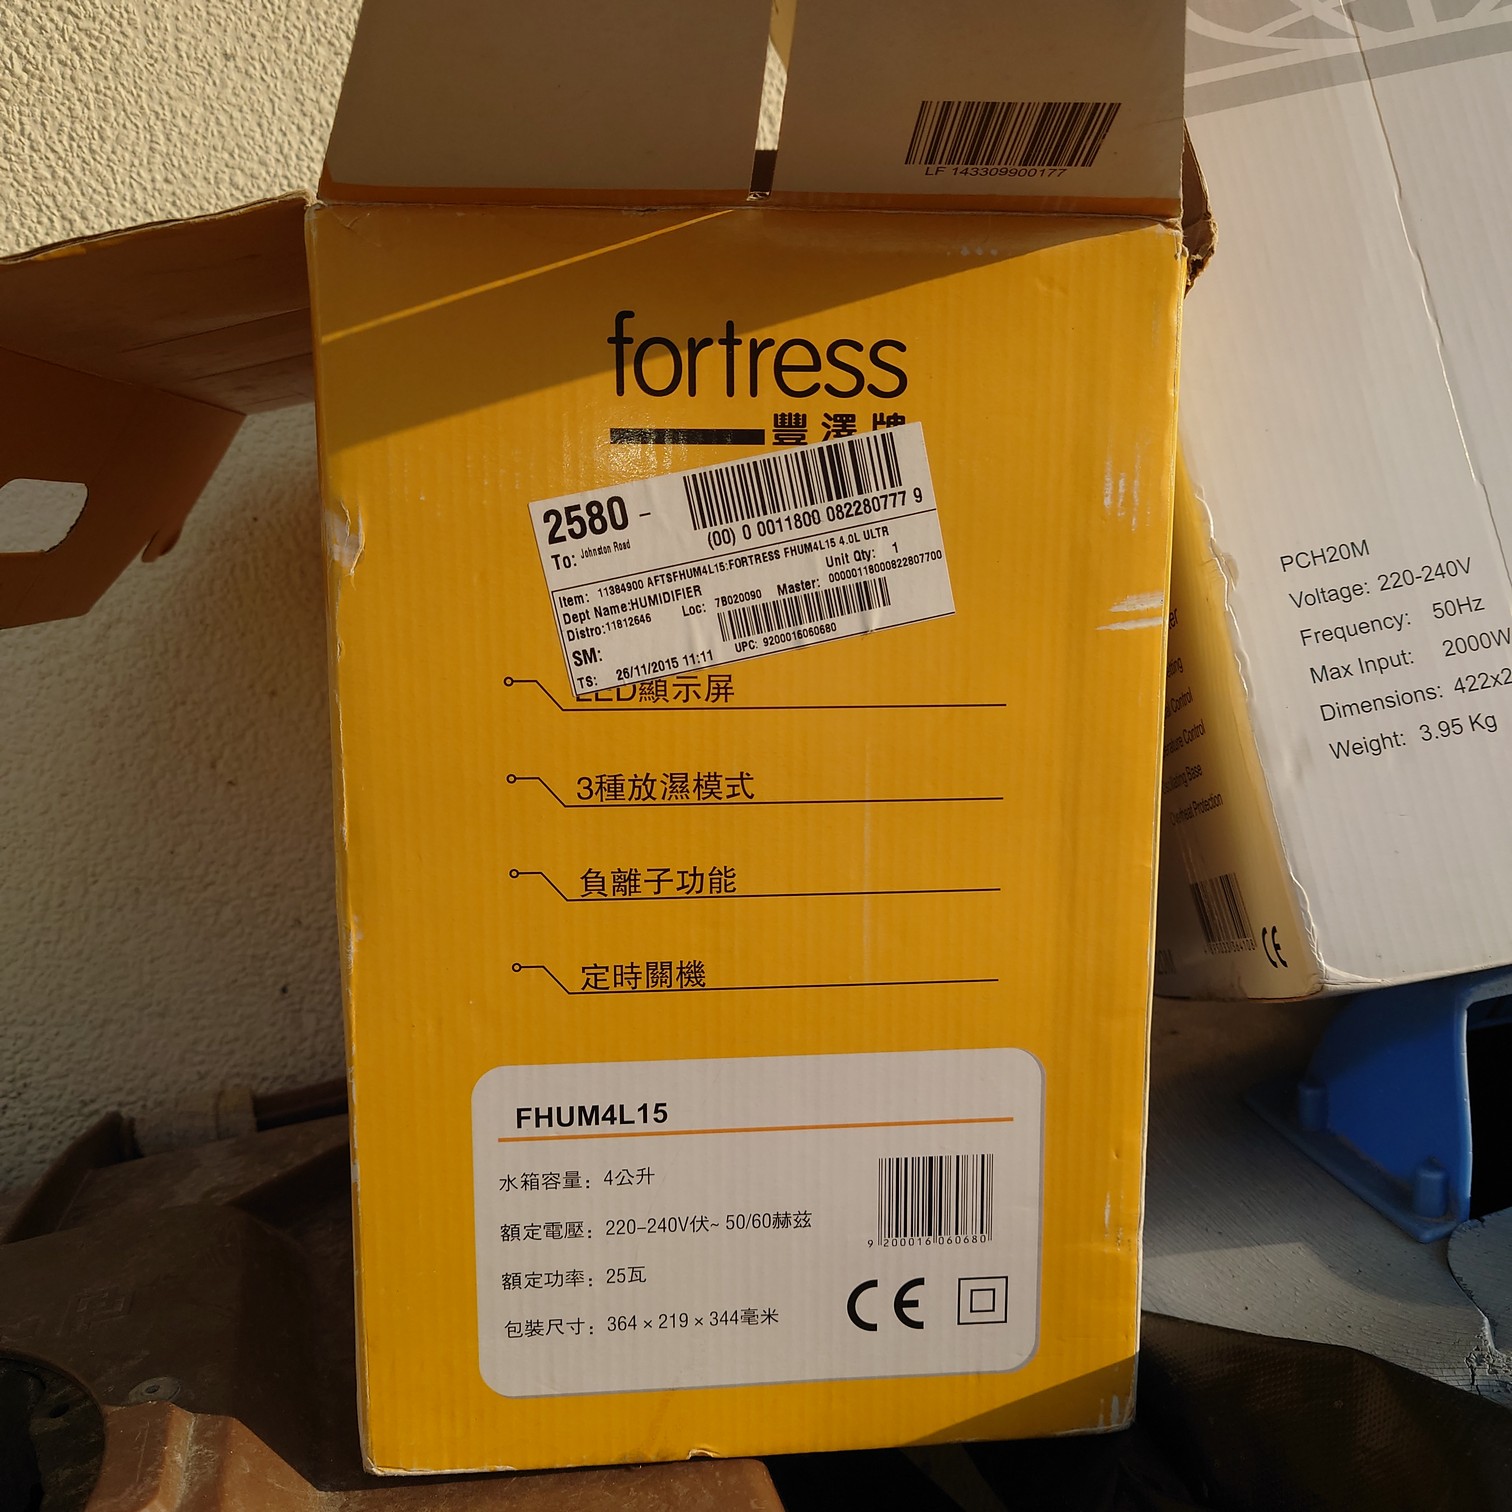 LF 143309900177
fortress
豐澤牌
2580 -
(00) 0 0011800 082280777 9
To: Johnston Road
Item: 11384900 AFTSFHUM4L15:FORTRESS FHUM4L15 4.0L ULTR
Dept Name:HUMIDIFIER Unit Qty: 1
Distro:11812646 Loc: 7B020090 Master: 00000118000822807700
SM:
TS: 26/11/2015 11:11 UPC: 9200016060680
LED顯示屏
3種放濕模式
負離子功能
定時關機
FHUM4L15
水箱容量：4公升
額定電壓：220-240V伏~ 50/60赫兹
額定功率：25瓦
包裝尺寸：364 × 219 × 344毫米
9 200016 060680
CE
PCH20M
Voltage: 220-240V
Frequency: 50Hz
Max Input: 2000W
Dimensions: 422x2
Weight: 3.95 Kg
Control
Control
Base
Protection
CE